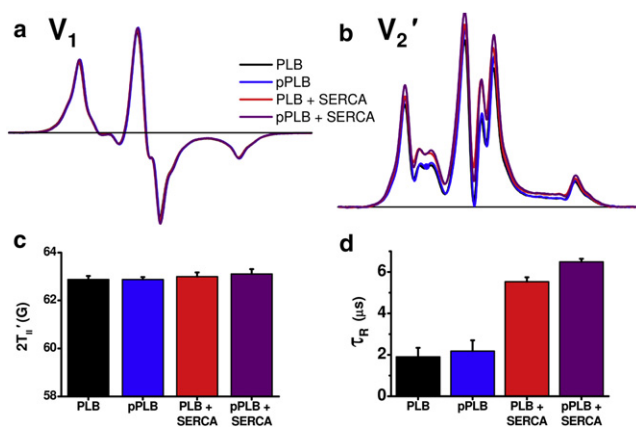 a V₁
b V₂′
PLB
pPLB
PLB + SERCA
pPLB + SERCA
c
2T||′ (G)
64
62
60
58
PLB
pPLB
PLB + SERCA
pPLB + SERCA
d
τR (μs)
6
4
2
0
PLB
pPLB
PLB + SERCA
pPLB + SERCA